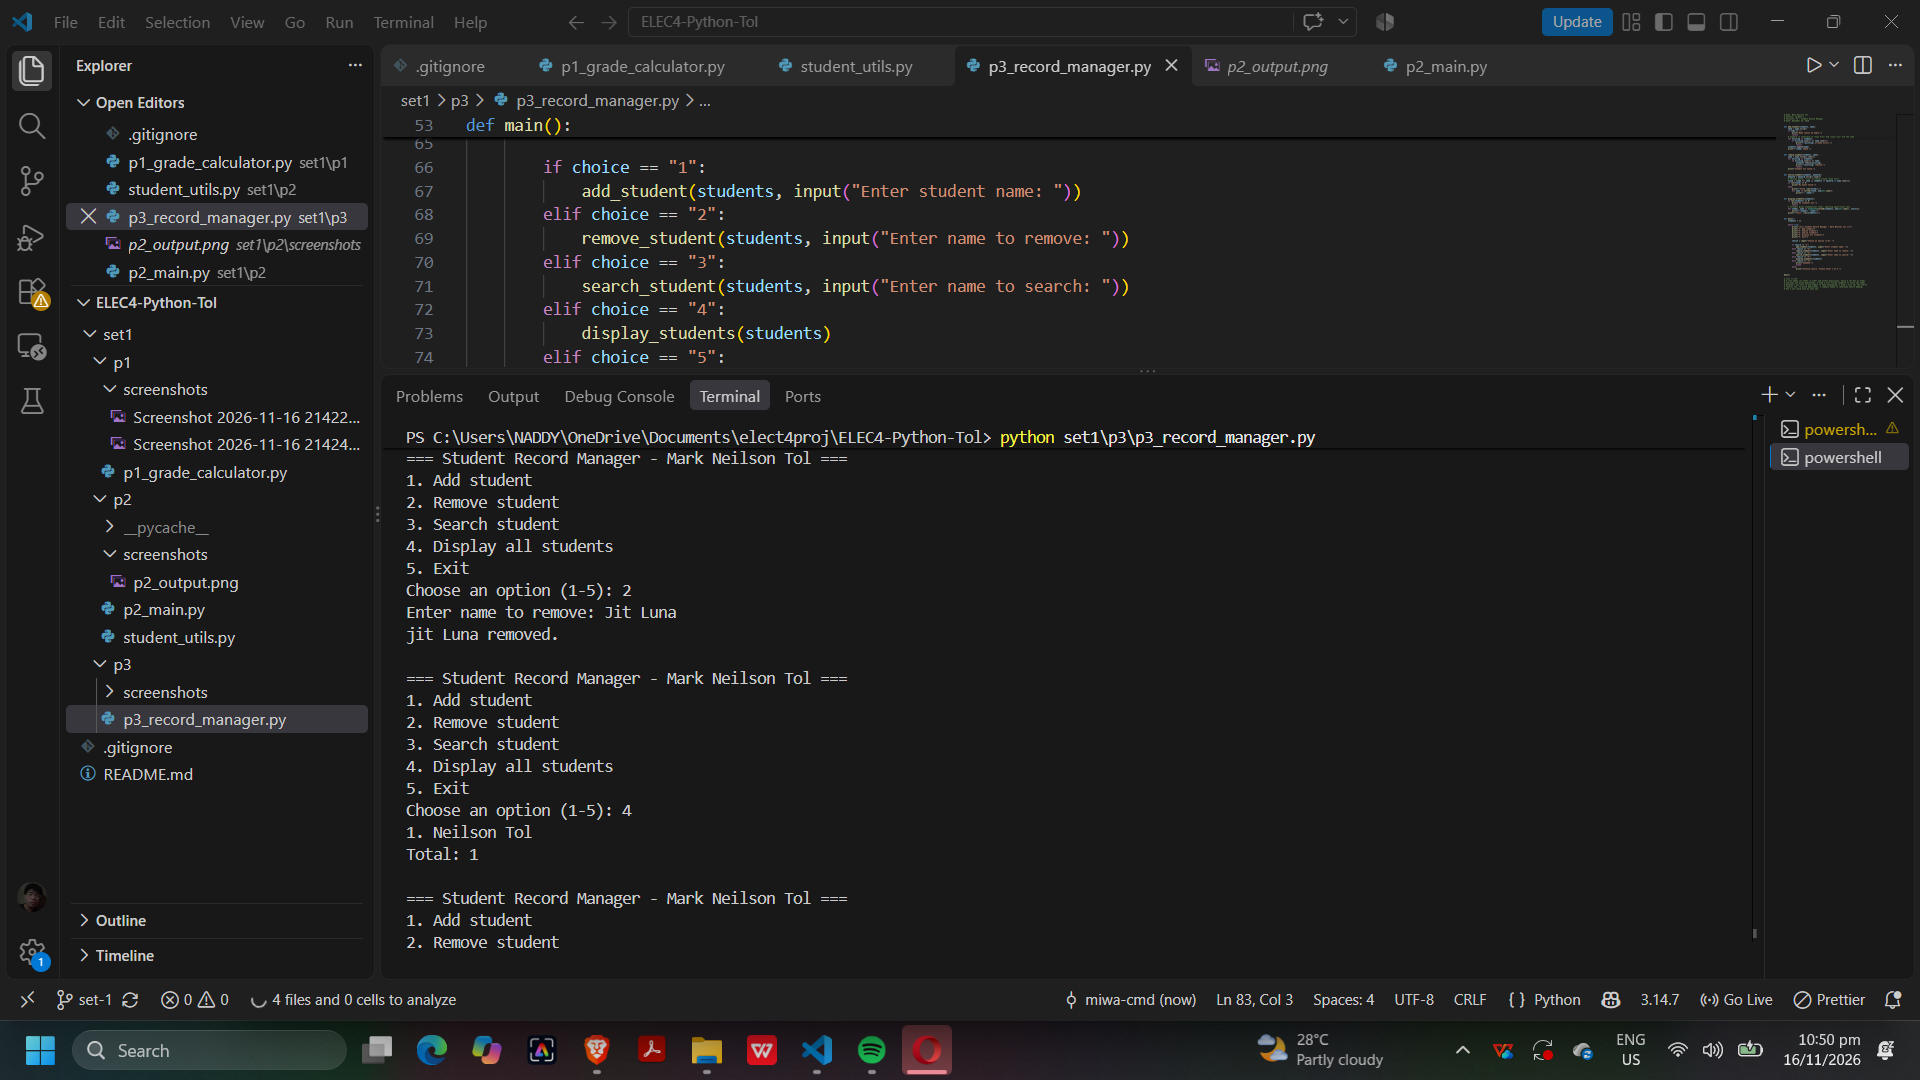 File Edit Selection View Go Run Terminal Help
ELEC4-Python-Tol
Update
Explorer
Open Editors
.gitignore
p1_grade_calculator.py set1\p1
student_utils.py set1\p2
p3_record_manager.py set1\p3
p2_output.png set1\p2\screenshots
p2_main.py set1\p2
ELEC4-Python-Tol
set1
p1
screenshots
Screenshot 2026-11-16 21422...
Screenshot 2026-11-16 21424...
p1_grade_calculator.py
p2
__pycache__
screenshots
p2_output.png
p2_main.py
student_utils.py
p3
screenshots
p3_record_manager.py
.gitignore
README.md
Outline
Timeline
.gitignore p1_grade_calculator.py student_utils.py p3_record_manager.py p2_output.png p2_main.py
set1 > p3 > p3_record_manager.py > ...
53 def main():
65
66 if choice == "1":
67 add_student(students, input("Enter student name: "))
68 elif choice == "2":
69 remove_student(students, input("Enter name to remove: "))
70 elif choice == "3":
71 search_student(students, input("Enter name to search: "))
72 elif choice == "4":
73 display_students(students)
74 elif choice == "5":
Problems Output Debug Console Terminal Ports
PS C:\Users\NADDY\OneDrive\Documents\elect4proj\ELEC4-Python-Tol> python set1\p3\p3_record_manager.py
=== Student Record Manager - Mark Neilson Tol ===
1. Add student
2. Remove student
3. Search student
4. Display all students
5. Exit
Choose an option (1-5): 2
Enter name to remove: Jit Luna
jit Luna removed.
=== Student Record Manager - Mark Neilson Tol ===
1. Add student
2. Remove student
3. Search student
4. Display all students
5. Exit
Choose an option (1-5): 4
1. Neilson Tol
Total: 1
=== Student Record Manager - Mark Neilson Tol ===
1. Add student
2. Remove student
powersh...
powershell
1
set-1 0 0 4 files and 0 cells to analyze miwa-cmd (now) Ln 83, Col 3 Spaces: 4 UTF-8 CRLF { } Python 3.14.7 Go Live Prettier
Search
28°C
Partly cloudy
ENG
US
10:50 pm
16/11/2026